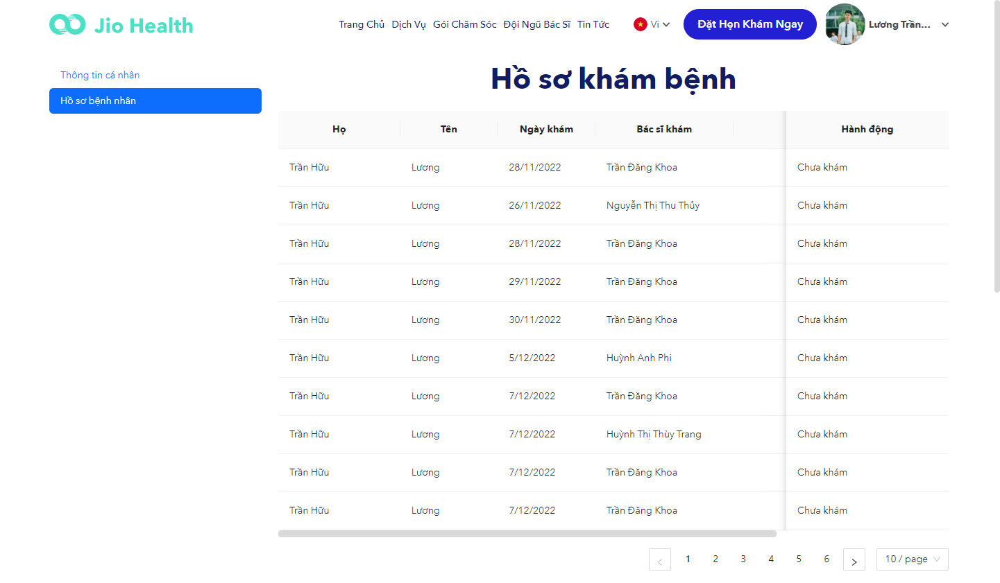 Jio Health
Trang Chủ Dịch Vụ Gói Chăm Sóc Đội Ngũ Bác Sĩ Tin Tức Vi Đặt Hẹn Khám Ngay Lương Trần...
Thông tin cá nhân
Hồ sơ bệnh nhân
Hồ sơ khám bệnh
Họ Tên Ngày khám Bác sĩ khám Hành động
Trần Hữu Lương 28/11/2022 Trần Đăng Khoa Chưa khám
Trần Hữu Lương 26/11/2022 Nguyễn Thị Thu Thủy Chưa khám
Trần Hữu Lương 28/11/2022 Trần Đăng Khoa Chưa khám
Trần Hữu Lương 29/11/2022 Trần Đăng Khoa Chưa khám
Trần Hữu Lương 30/11/2022 Trần Đăng Khoa Chưa khám
Trần Hữu Lương 5/12/2022 Huỳnh Anh Phi Chưa khám
Trần Hữu Lương 7/12/2022 Trần Đăng Khoa Chưa khám
Trần Hữu Lương 7/12/2022 Huỳnh Thị Thùy Trang Chưa khám
Trần Hữu Lương 7/12/2022 Trần Đăng Khoa Chưa khám
Trần Hữu Lương 7/12/2022 Trần Đăng Khoa Chưa khám
< 1 2 3 4 5 6 > 10 / page